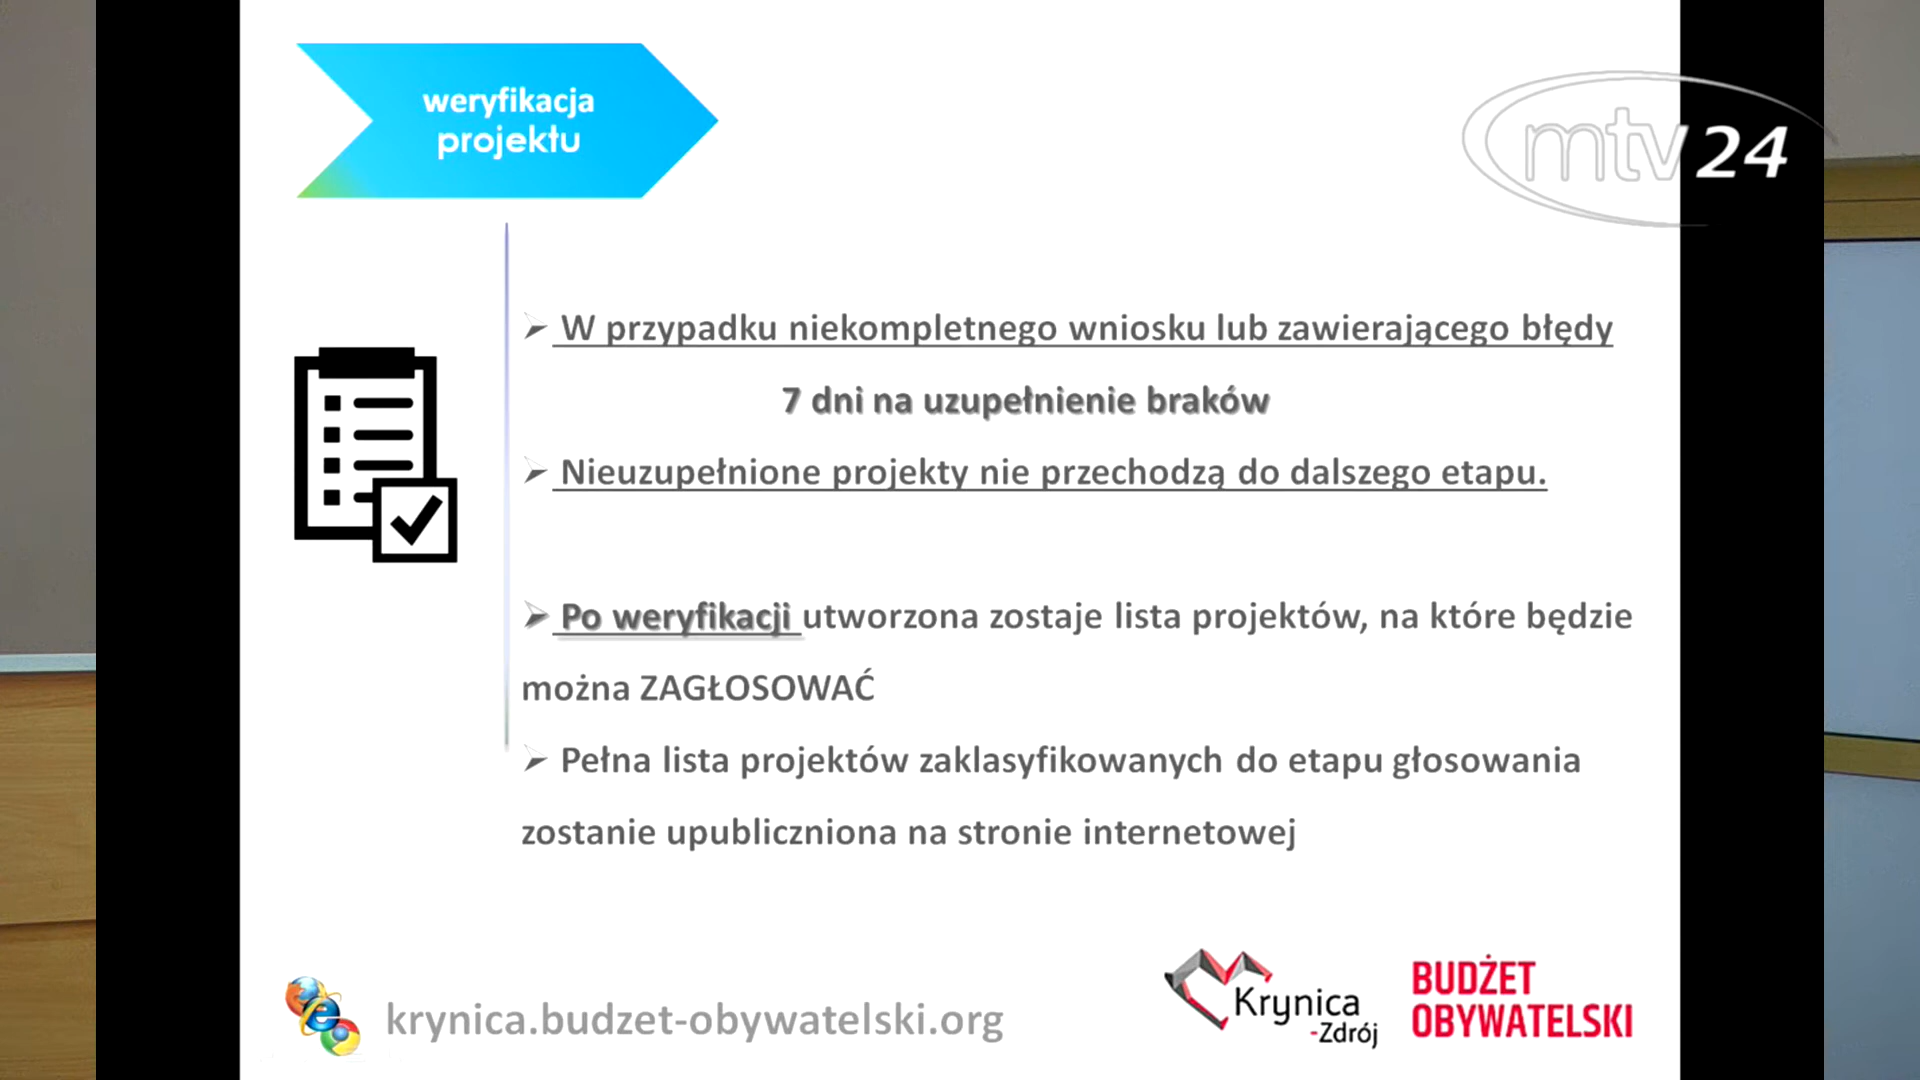 weryfikacja
projektu
mtv24
W przypadku niekompletnego wniosku lub zawierającego błędy
7 dni na uzupełnienie braków
Nieuzupełnione projekty nie przechodzą do dalszego etapu.
Po weryfikacji utworzona zostaje lista projektów, na które będzie
można ZAGŁOSOWAĆ
Pełna lista projektów zaklasyfikowanych do etapu głosowania
zostanie upubliczniona na stronie internetowej
krynica.budzet-obywatelski.org
Krynica
-Zdrój
BUDŻET
OBYWATELSKI